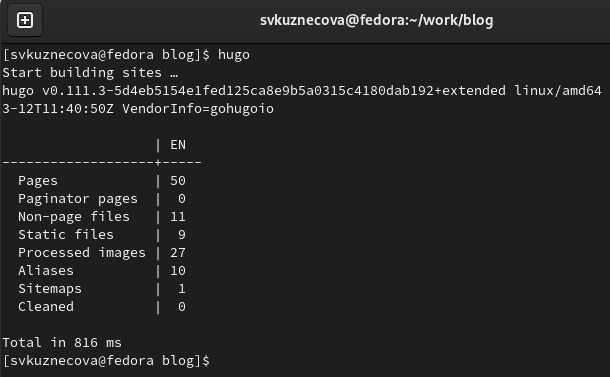 svkuznecova@fedora:~/work/blog
[svkuznecova@fedora blog]$ hugo
Start building sites …
hugo v0.111.3-5d4eb5154e1fed125ca8e9b5a0315c4180dab192+extended linux/amd64
3-12T11:40:50Z VendorInfo=gohugoio
                   | EN
-------------------+-----
  Pages            | 50
  Paginator pages  |  0
  Non-page files   | 11
  Static files     |  9
  Processed images | 27
  Aliases          | 10
  Sitemaps         |  1
  Cleaned          |  0
Total in 816 ms
[svkuznecova@fedora blog]$